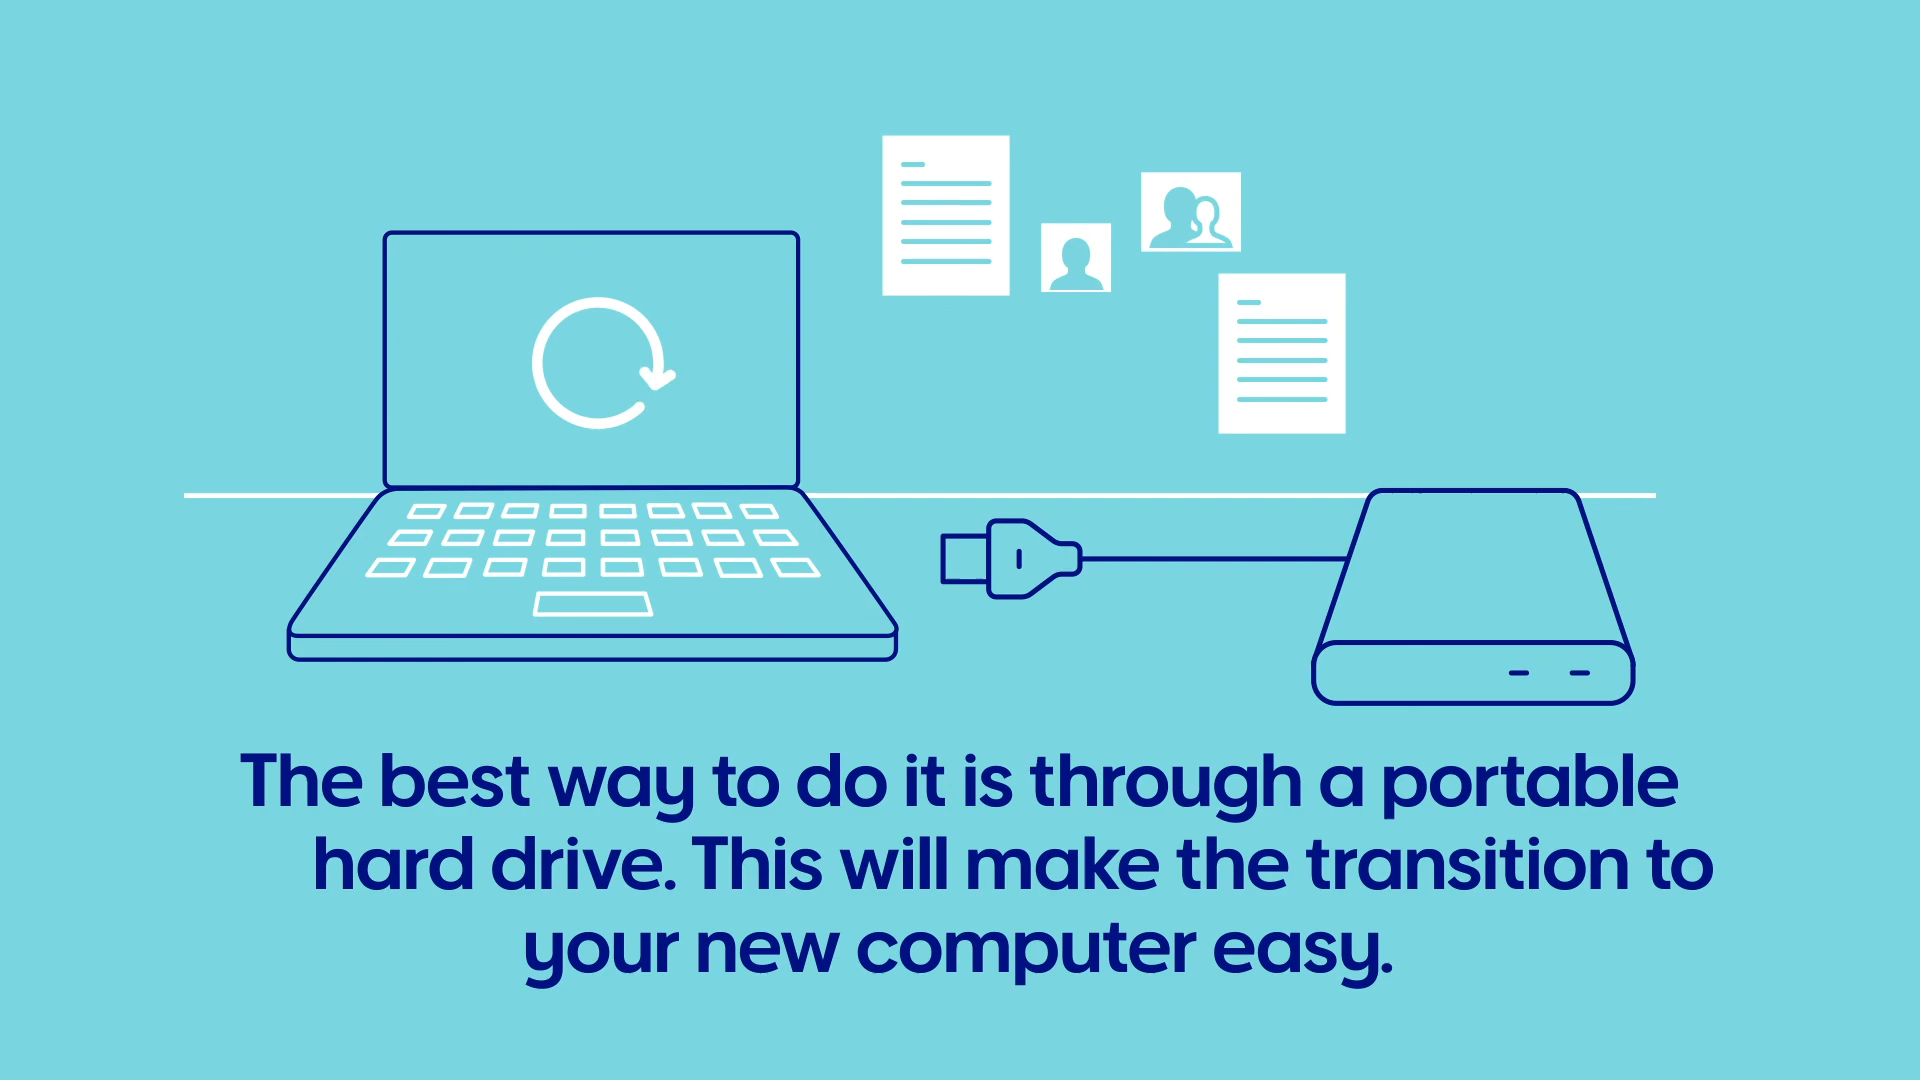 The best way to do it is through a portable
hard drive. This will make the transition to
your new computer easy.